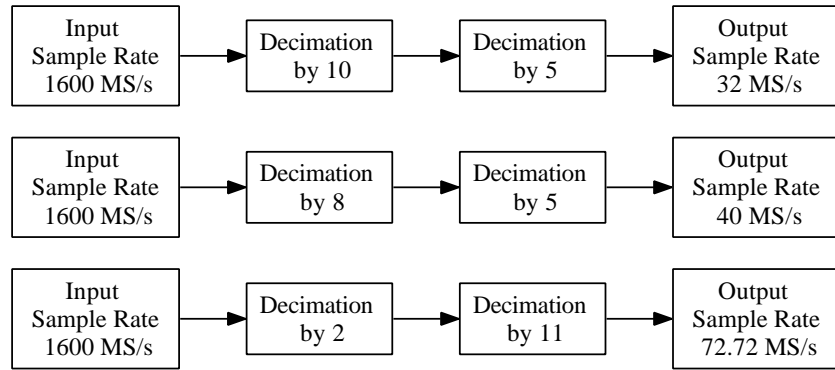 Input
Sample Rate
1600 MS/s
Decimation
by 10
Decimation
by 5
Output
Sample Rate
32 MS/s
Input
Sample Rate
1600 MS/s
Decimation
by 8
Decimation
by 5
Output
Sample Rate
40 MS/s
Input
Sample Rate
1600 MS/s
Decimation
by 2
Decimation
by 11
Output
Sample Rate
72.72 MS/s